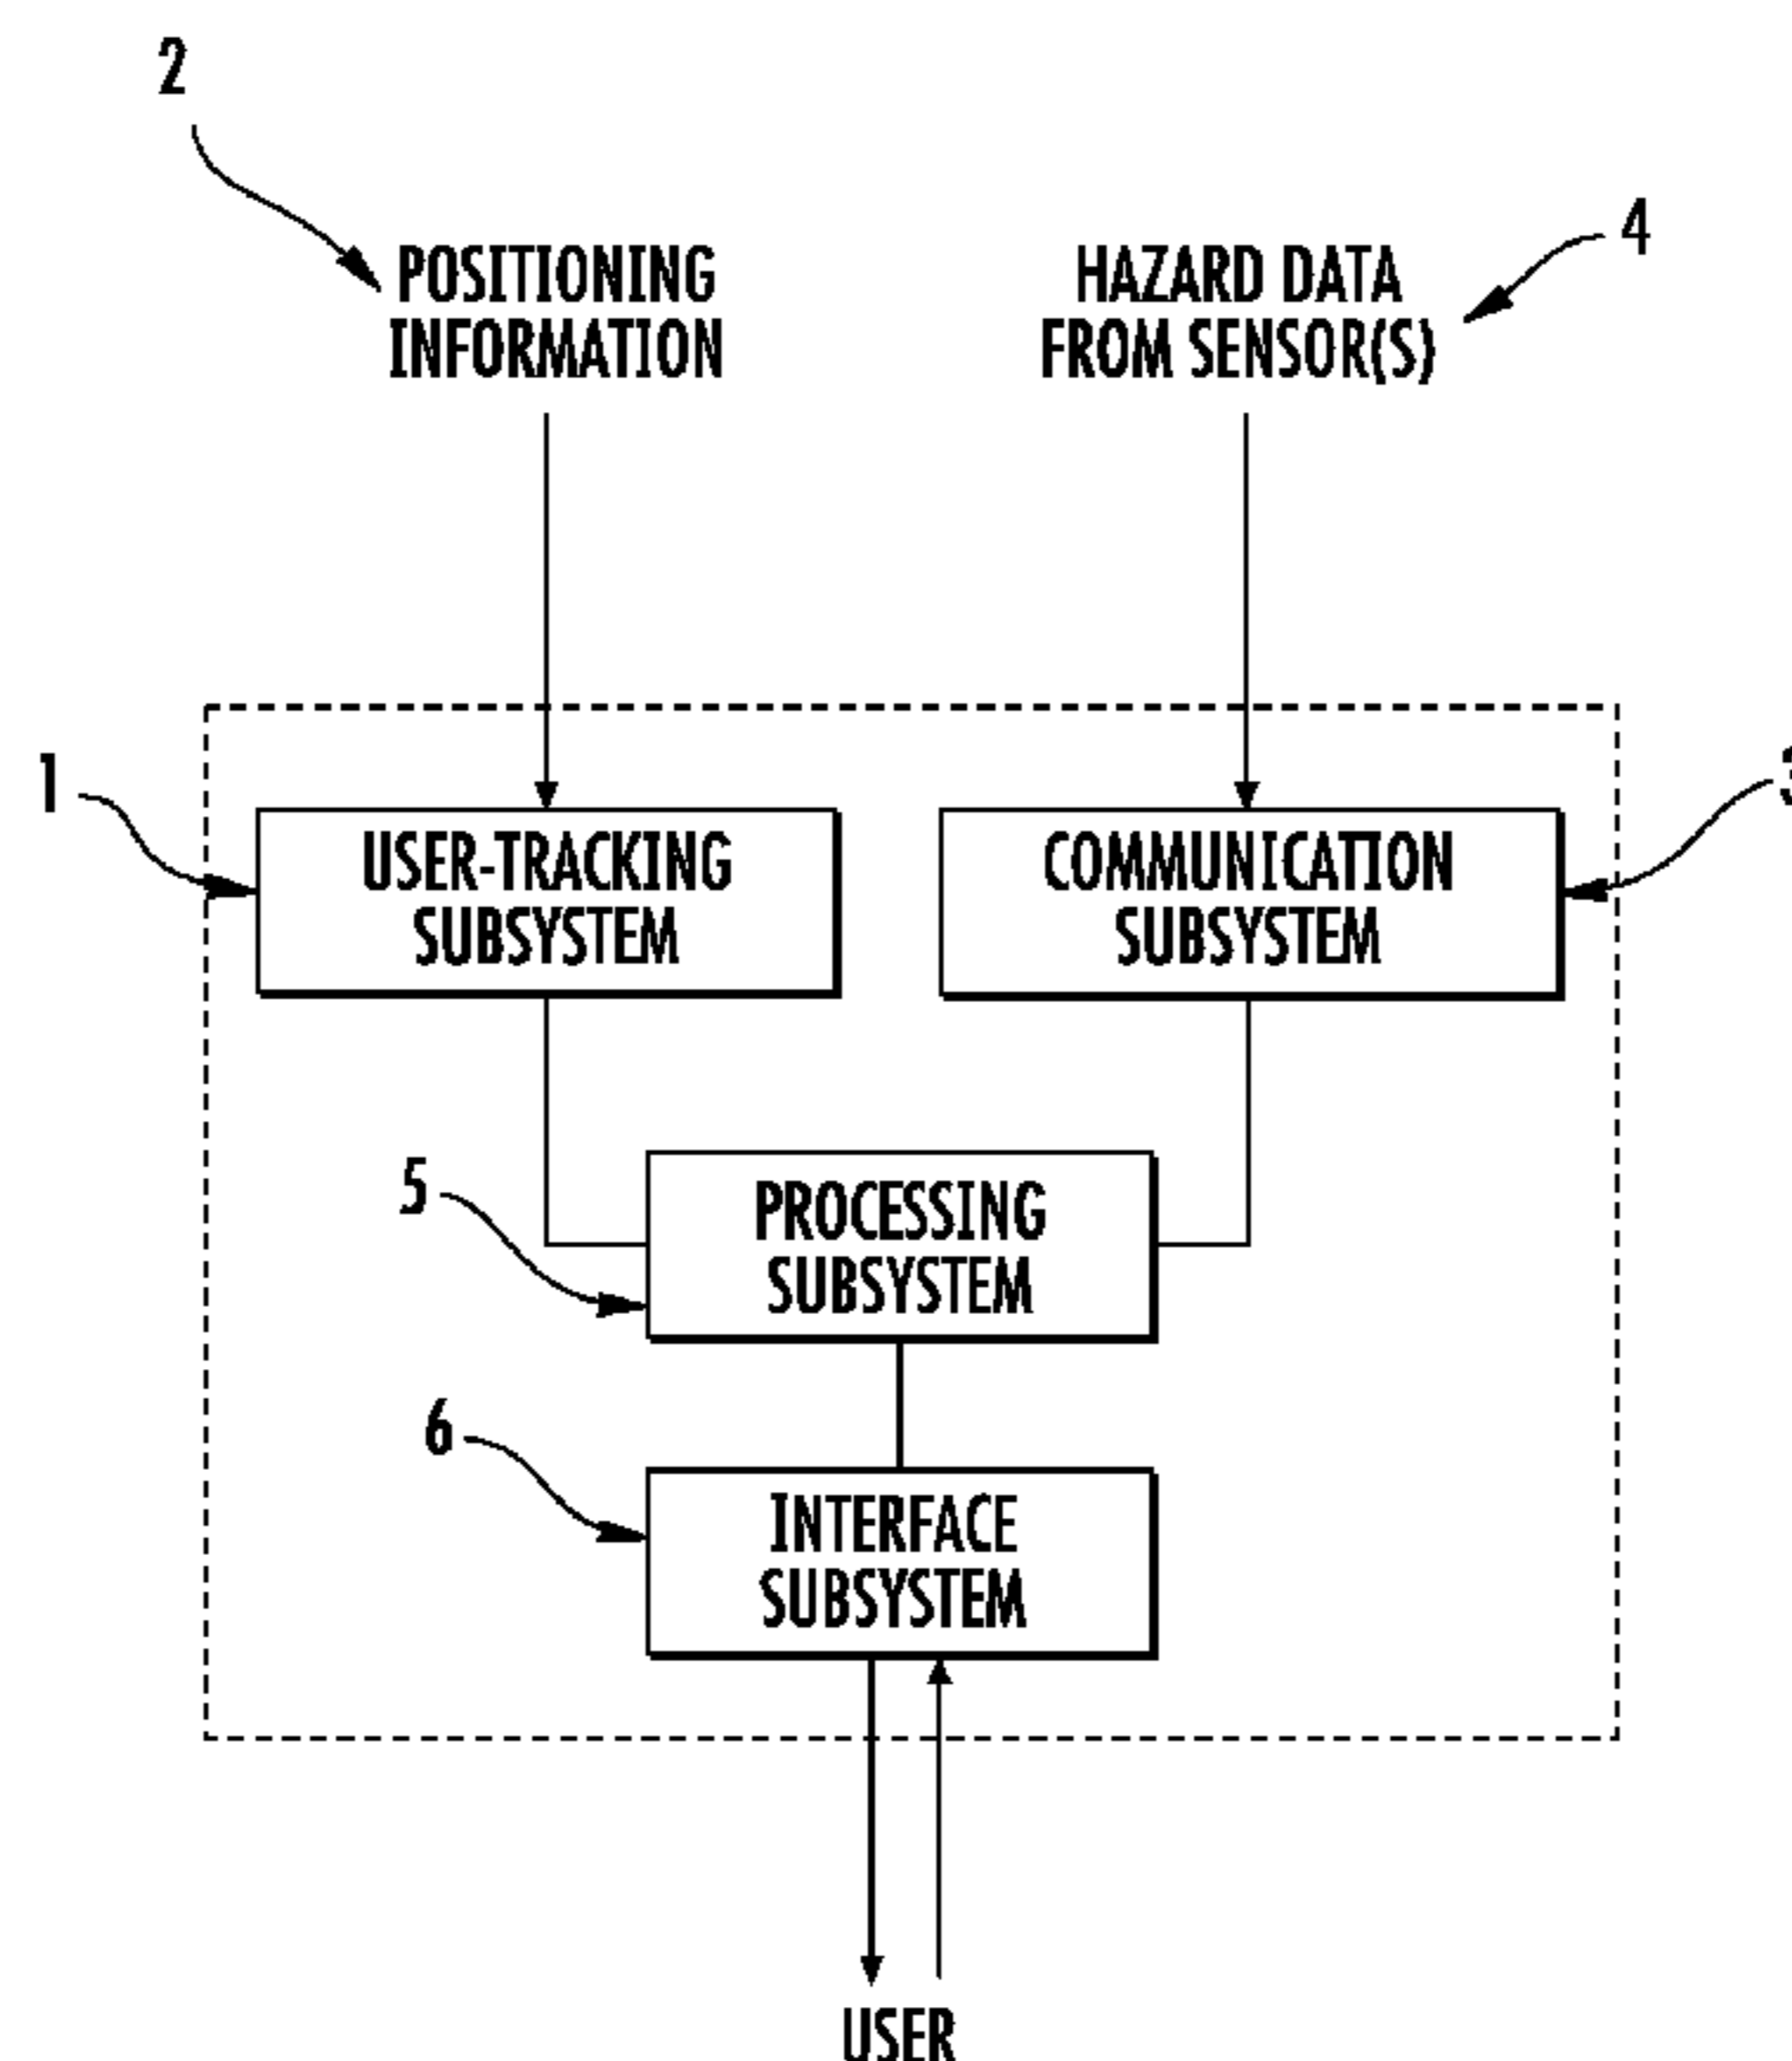 2
POSITIONING
INFORMATION
HAZARD DATA
FROM SENSOR(S)
4
1
USER-TRACKING
SUBSYSTEM
COMMUNICATION
SUBSYSTEM
3
5
PROCESSING
SUBSYSTEM
6
INTERFACE
SUBSYSTEM
USER